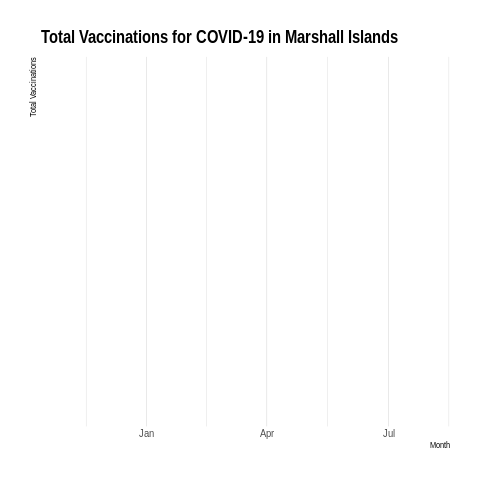 Total Vaccinations for COVID-19 in Marshall Islands
Total Vaccinations
Jan Apr Jul
Month